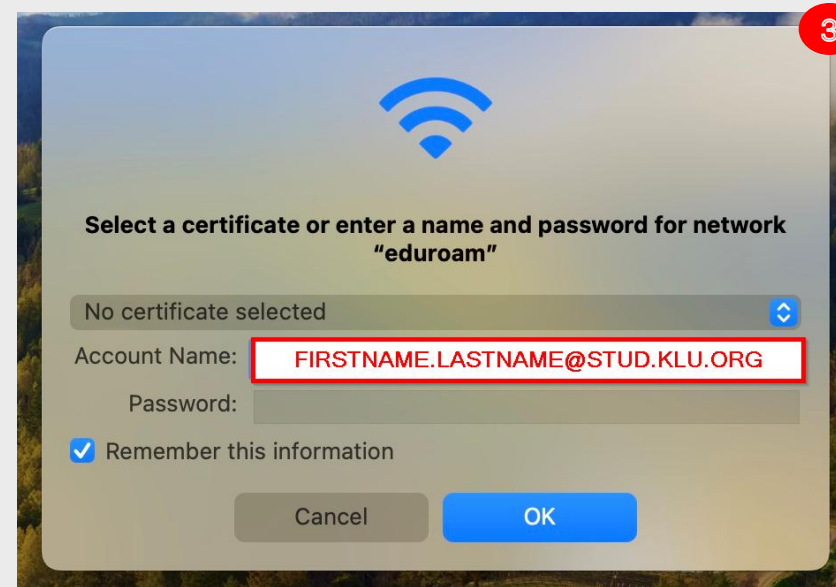 3
Select a certificate or enter a name and password for network
“eduroam”
No certificate selected
Account Name: FIRSTNAME.LASTNAME@STUD.KLU.ORG
Password:
Remember this information
Cancel OK